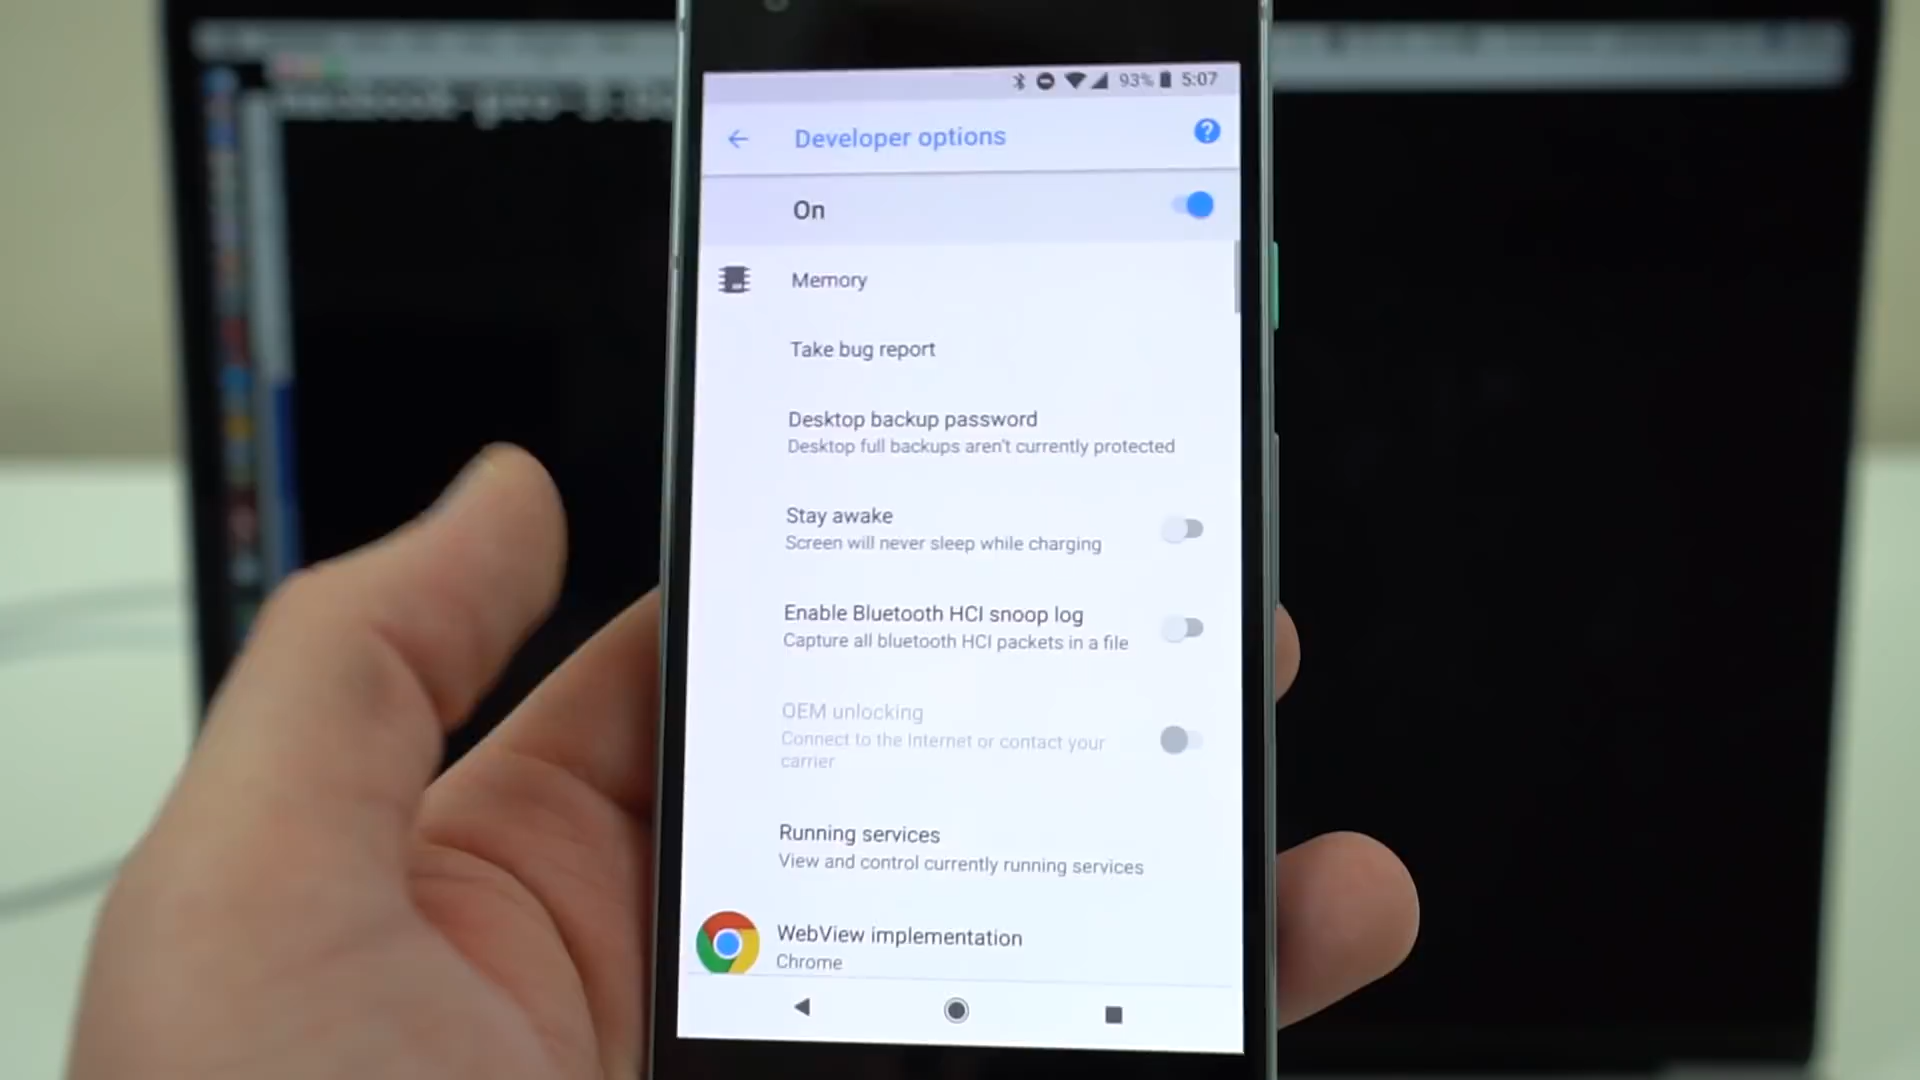 93% 5:07
Developer options
On
Memory
Take bug report
Desktop backup password
Desktop full backups aren't currently protected
Stay awake
Screen will never sleep while charging
Enable Bluetooth HCI snoop log
Capture all bluetooth HCI packets in a file
OEM unlocking
Connect to the Internet or contact your
carrier
Running services
View and control currently running services
WebView implementation
Chrome